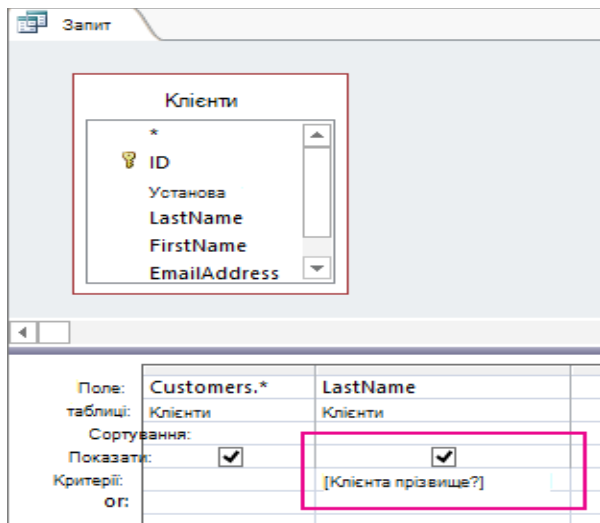 Запит
Клієнти
*
ID
Установа
LastName
FirstName
EmailAddress
Поле: Customers.* LastName
таблиці: Клієнти Клієнти
Сортування:
Показати:
Критерії: [Клієнта прізвище?]
or: